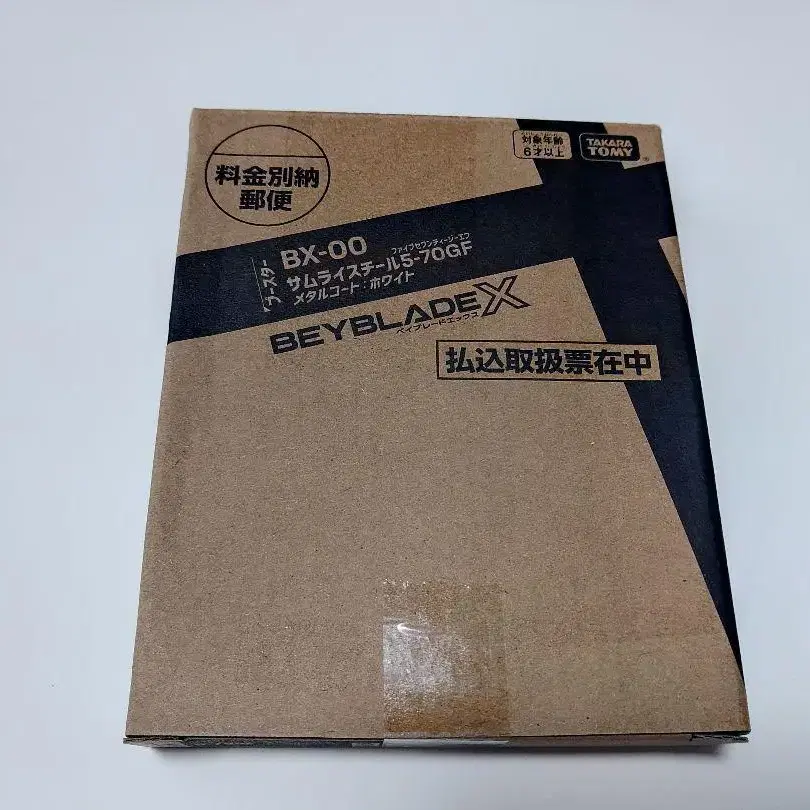 料金別納
郵便
対象年齢
6才以上
TAKARA
TOMY
ブースター
BX-00
ファイブセブンティージーエフ
サムライスチール5-70GF
メタルコート:ホワイト
BEYBLADE X
ベイブレードエックス
払込取扱票在中